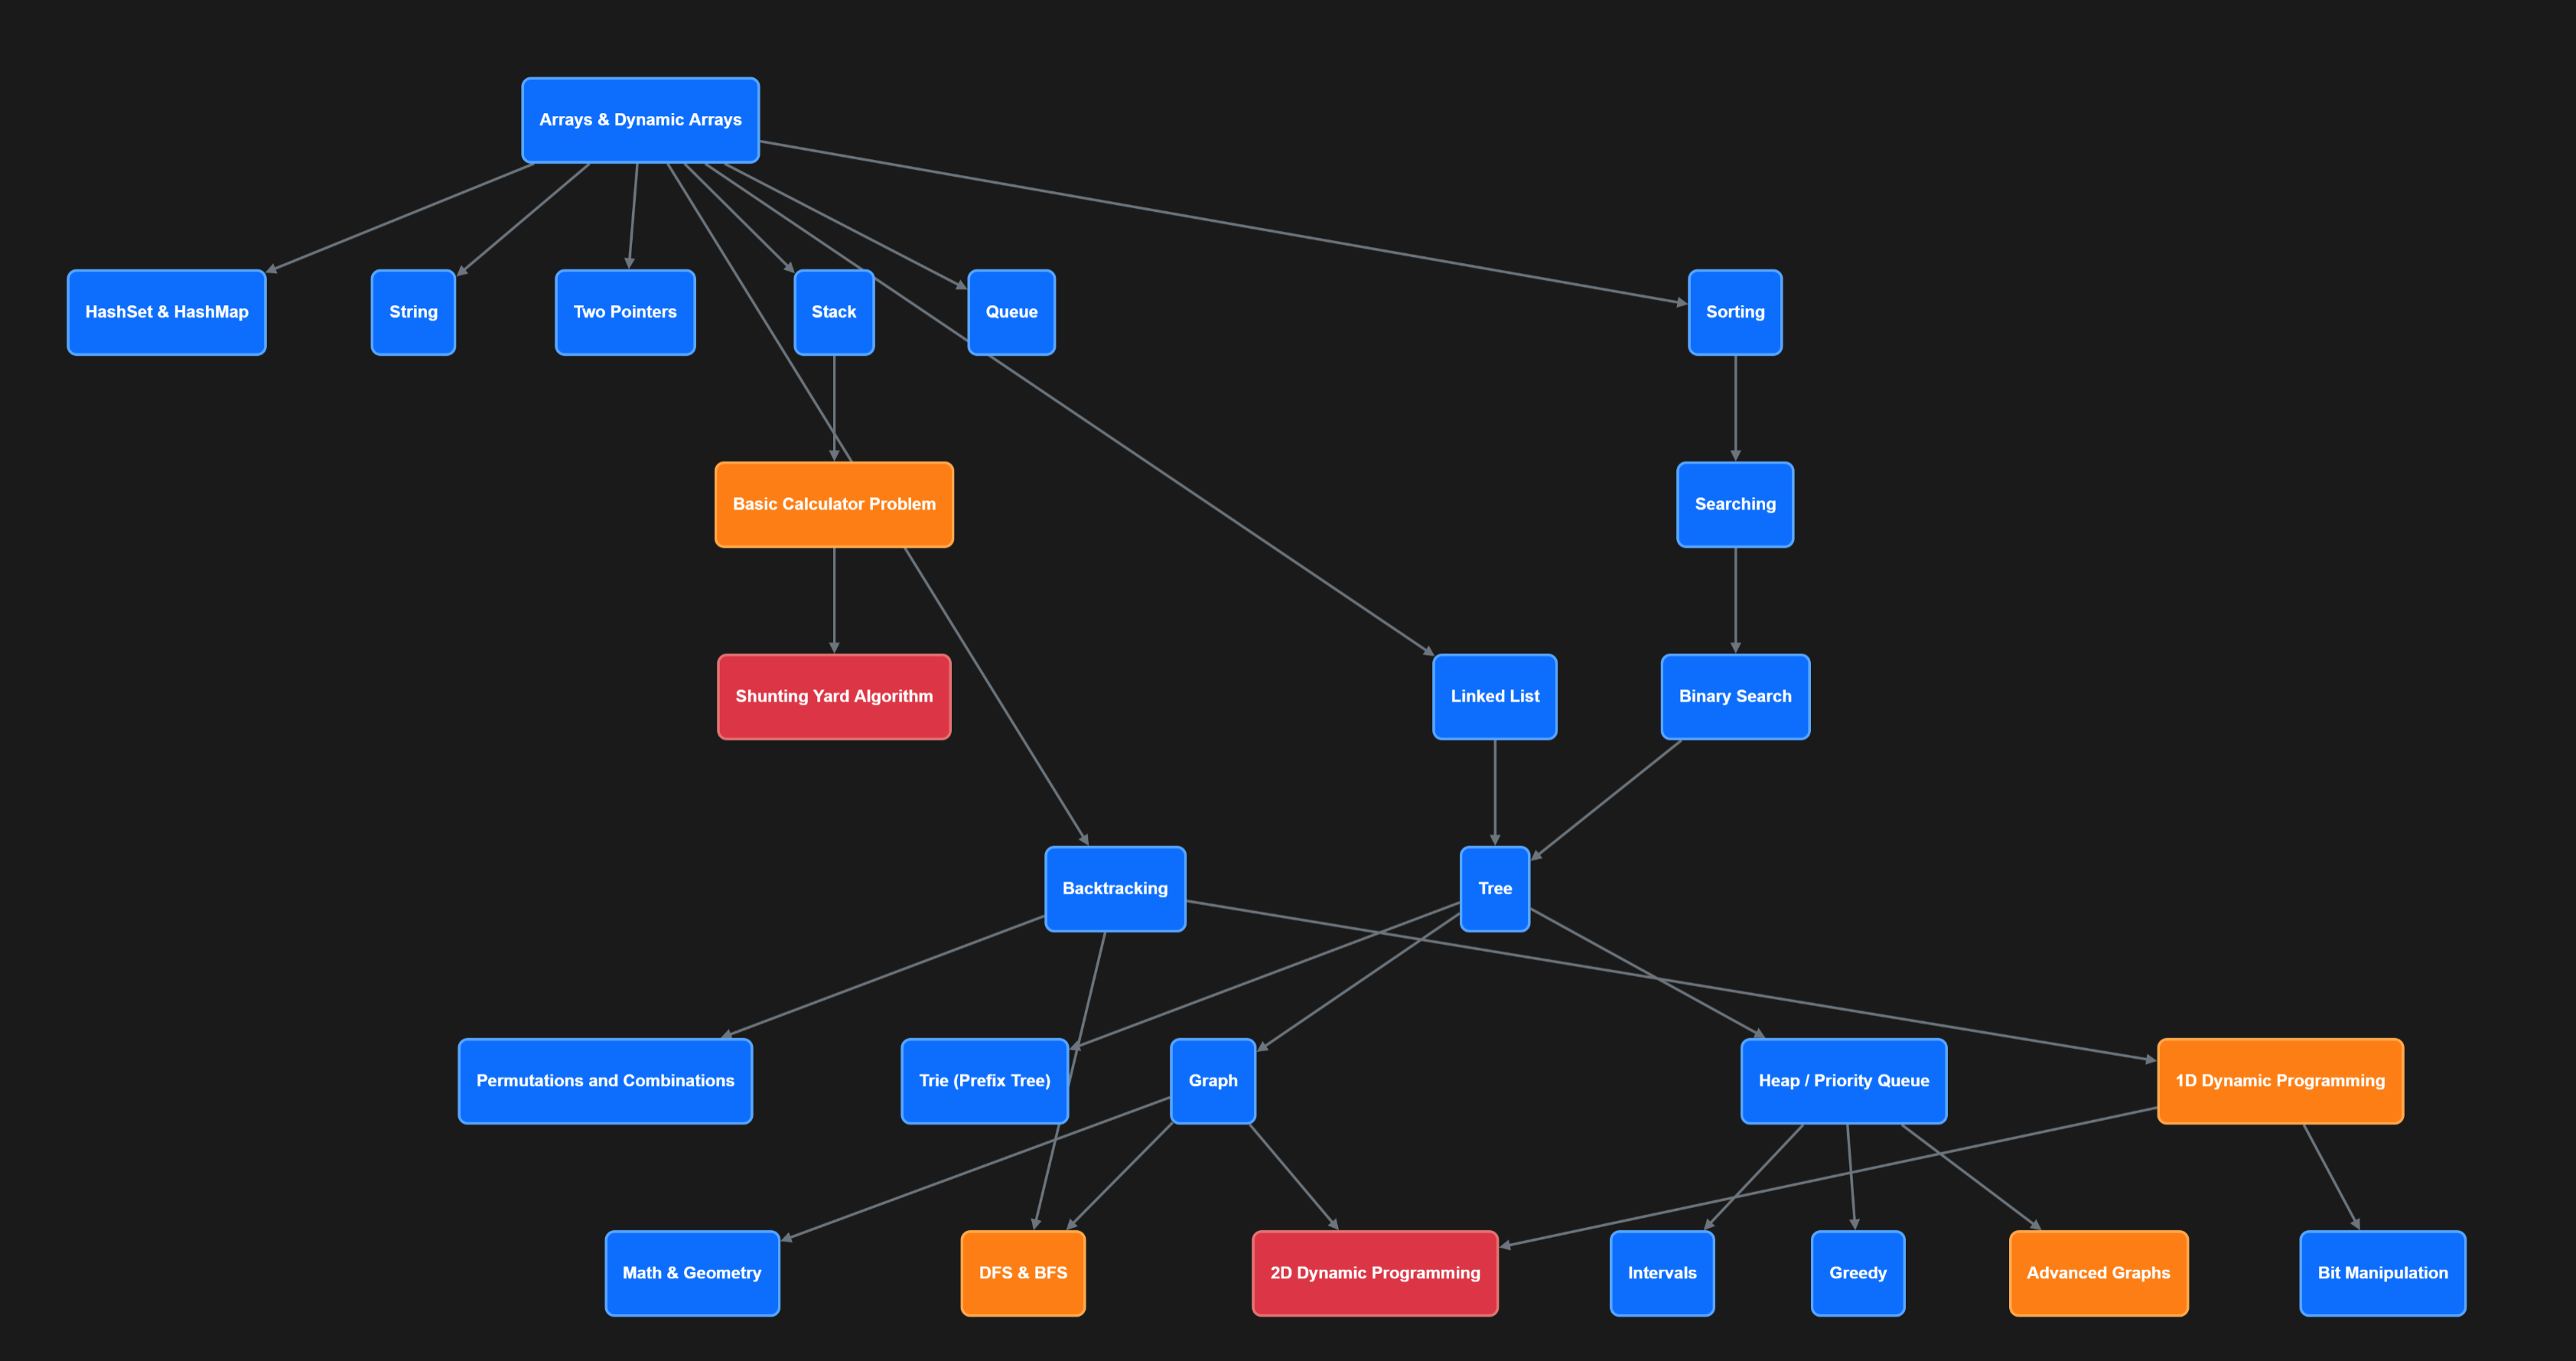 Arrays & Dynamic Arrays
HashSet & HashMap
String
Two Pointers
Stack
Queue
Sorting
Basic Calculator Problem
Searching
Shunting Yard Algorithm
Linked List
Binary Search
Backtracking
Tree
Permutations and Combinations
Trie (Prefix Tree)
Graph
Heap / Priority Queue
1D Dynamic Programming
Math & Geometry
DFS & BFS
2D Dynamic Programming
Intervals
Greedy
Advanced Graphs
Bit Manipulation